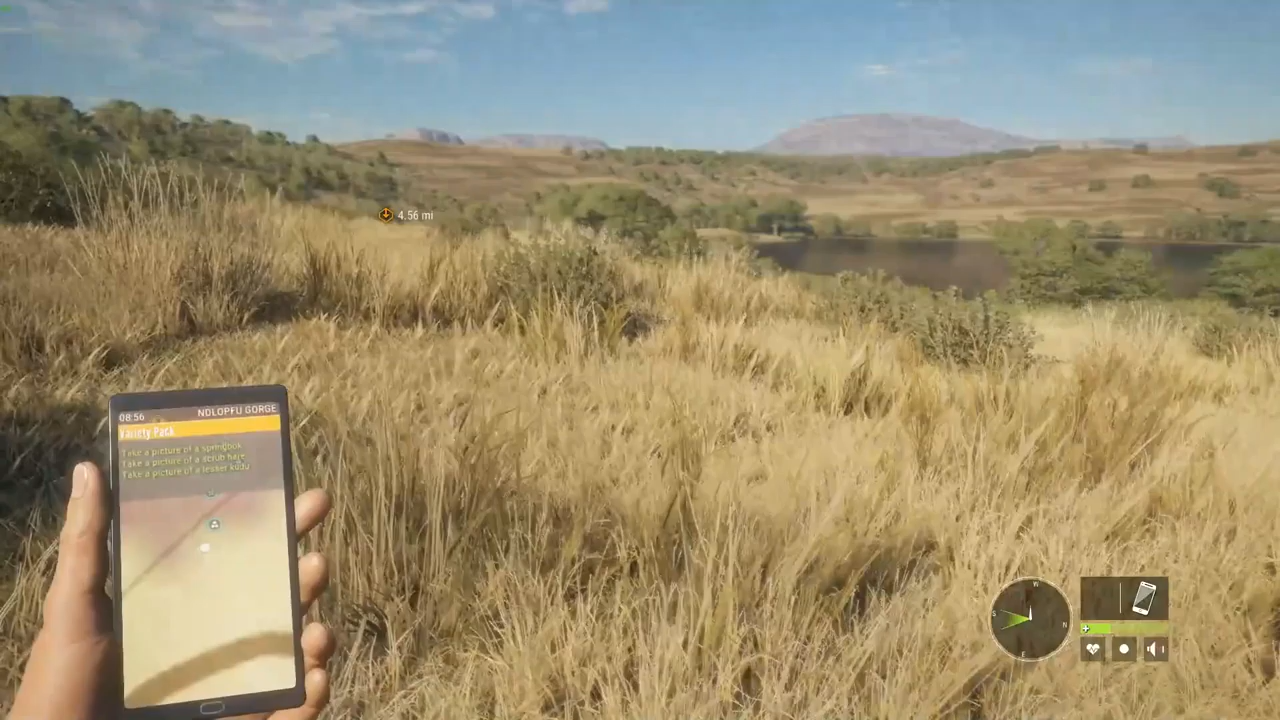 4.56 mi
08:56 NDLOPFU GORGE
Variety Pack
Take a picture of a springbok
Take a picture of a scrub hare
Take a picture of a lesser kudu
W
S
N
E